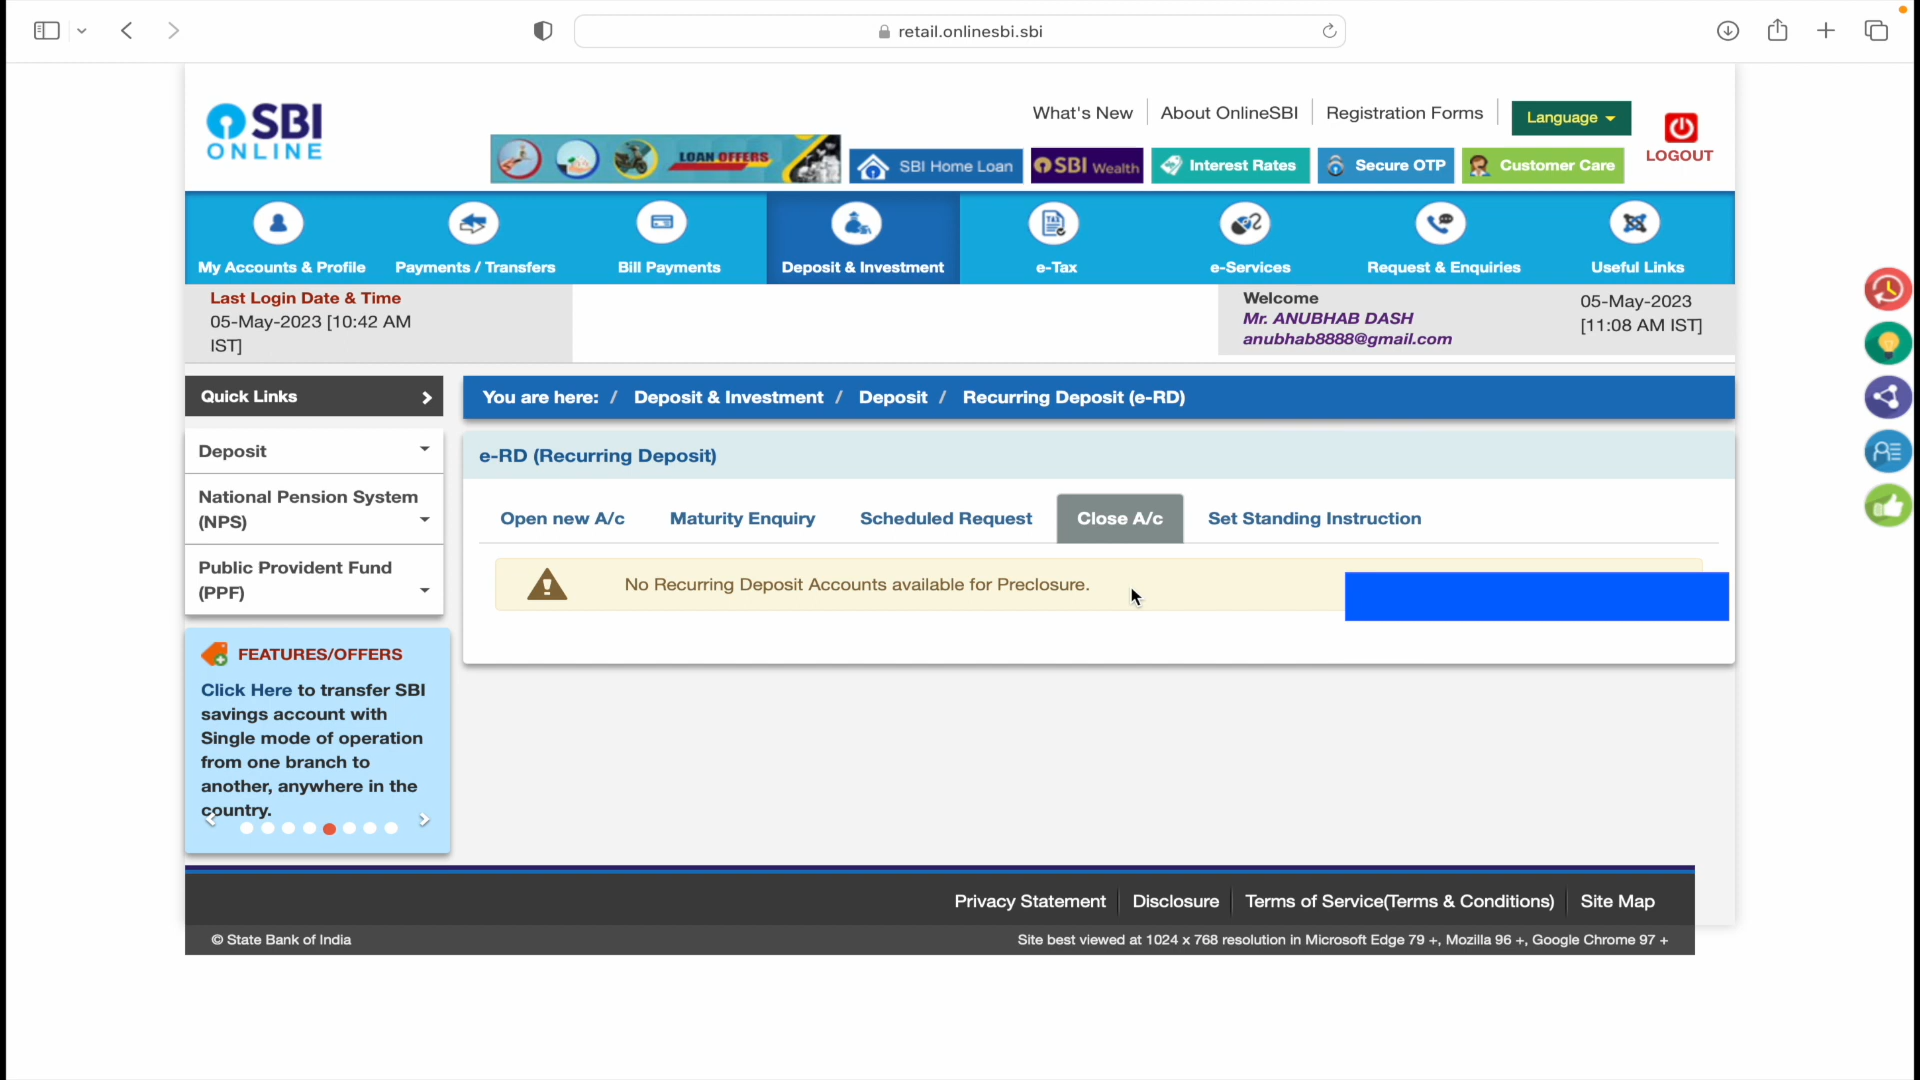 retail.onlinesbi.sbi
SBI
ONLINE
What's New
About OnlineSBI
Registration Forms
Language
LOGOUT
LOAN OFFERS
SBI Home Loan
SBI Wealth
Interest Rates
Secure OTP
Customer Care
My Accounts & Profile
Payments / Transfers
Bill Payments
Deposit & Investment
TAX
e-Tax
e-Services
Request & Enquiries
Useful Links
Last Login Date & Time
05-May-2023 [10:42 AM
IST]
Welcome
Mr. ANUBHAB DASH
anubhab8888@gmail.com
05-May-2023
[11:08 AM IST]
Quick Links
Deposit
National Pension System
(NPS)
Public Provident Fund
(PPF)
You are here: / Deposit & Investment / Deposit / Recurring Deposit (e-RD)
e-RD (Recurring Deposit)
Open new A/c
Maturity Enquiry
Scheduled Request
Close A/c
Set Standing Instruction
No Recurring Deposit Accounts available for Preclosure.
FEATURES/OFFERS
Click Here to transfer SBI
savings account with
Single mode of operation
from one branch to
another, anywhere in the
country.
Privacy Statement
Disclosure
Terms of Service(Terms & Conditions)
Site Map
© State Bank of India
Site best viewed at 1024 x 768 resolution in Microsoft Edge 79 +, Mozilla 96 +, Google Chrome 97 +